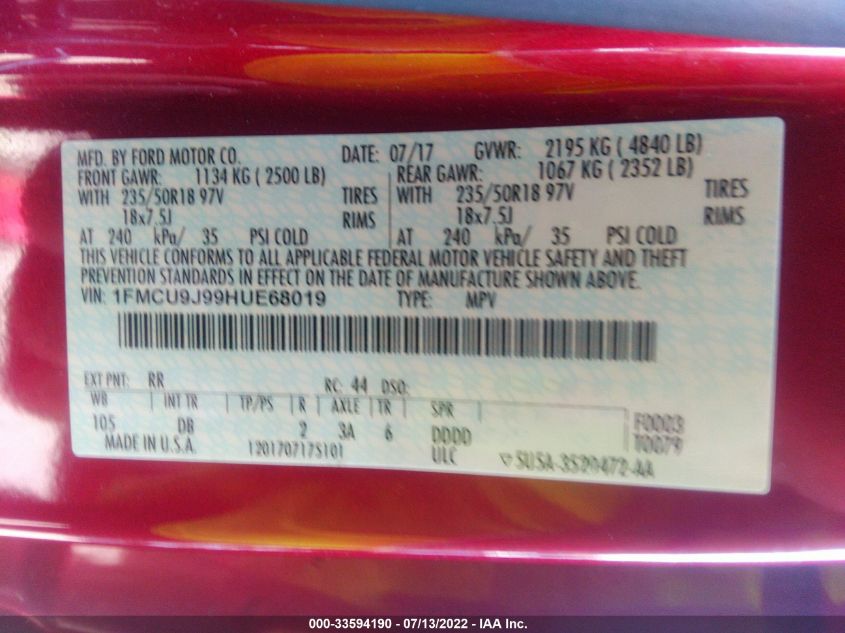 MFD. BY FORD MOTOR CO. DATE: 07/17 GVWR: 2195 KG ( 4840 LB)
FRONT GAWR: 1134 KG ( 2500 LB) REAR GAWR: 1067 KG ( 2352 LB)
WITH 235/50R18 97V TIRES WITH 235/50R18 97V TIRES
18x7.5J RIMS 18x7.5J RIMS
AT 240 kPa/ 35 PSI COLD AT 240 kPa/ 35 PSI COLD
THIS VEHICLE CONFORMS TO ALL APPLICABLE FEDERAL MOTOR VEHICLE SAFETY AND THEFT
PREVENTION STANDARDS IN EFFECT ON THE DATE OF MANUFACTURE SHOWN ABOVE.
VIN: 1FMCU9J99HUE68019 TYPE: MPV
EXT PNT: RR RC: 44 DSO:
WB INT TR TP/PS R AXLE TR SPR
105 DB 2 3A 6 DDDD F0003
MADE IN U.S.A. 1201707175101 ULC T0079
5U5A-3520472-AA
000-33594190 - 07/13/2022 - IAA Inc.